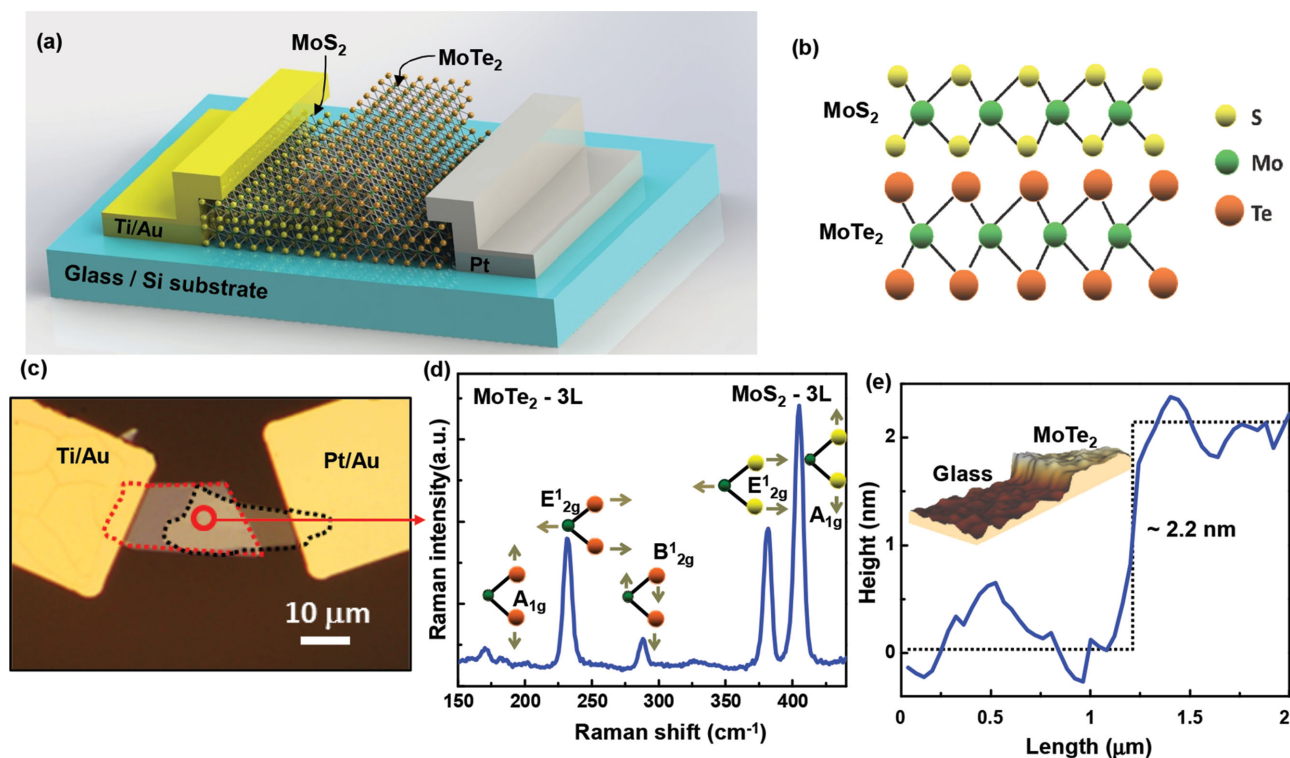 (a)
MoS₂
MoTe₂
Ti/Au
Pt
Glass / Si substrate
(b)
MoS₂
MoTe₂
S
Mo
Te
(c)
Ti/Au
Pt/Au
10 μm
(d)
MoTe₂ - 3L
MoS₂ - 3L
A₁g
E¹₂g
B¹₂g
E¹₂g
A₁g
Raman intensity(a.u.)
150
200
250
300
350
400
Raman shift (cm⁻¹)
(e)
MoTe₂
Glass
~ 2.2 nm
Height (nm)
2
1
0
0
0.5
1
1.5
2
Length (μm)